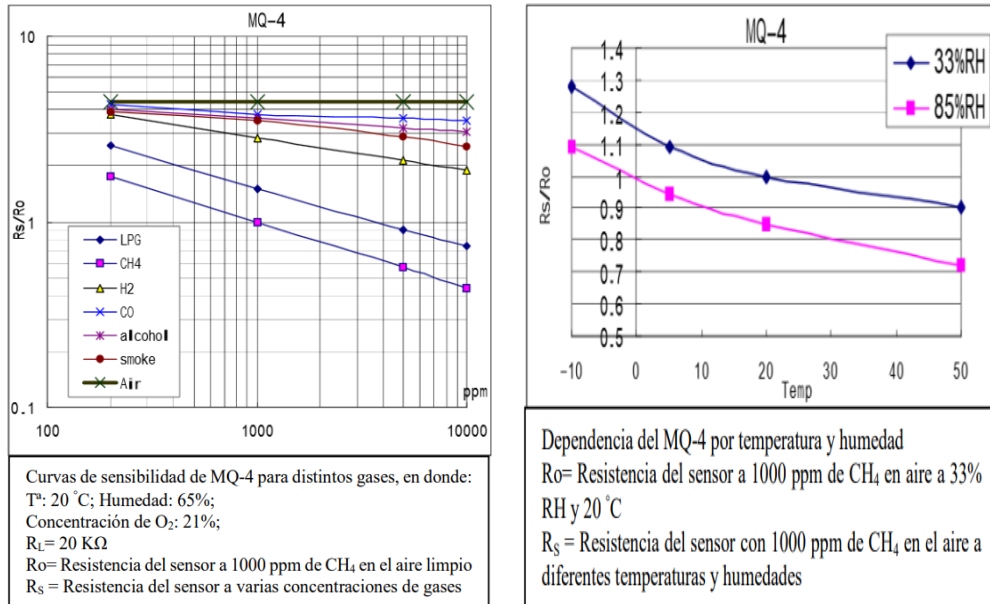 MQ-4
10
1
0.1
Rs/Ro
LPG
CH4
H2
CO
alcohol
smoke
Air
ppm
100
1000
10000
Curvas de sensibilidad de MQ-4 para distintos gases, en donde:
Tª: 20 ˚C; Humedad: 65%;
Concentración de O₂: 21%;
R_L= 20 KΩ
Ro= Resistencia del sensor a 1000 ppm de CH₄ en el aire limpio
R_S = Resistencia del sensor a varias concentraciones de gases
MQ-4
33%RH
85%RH
1.4
1.3
1.2
1.1
1
0.9
0.8
0.7
0.6
0.5
Rs/Ro
-10
0
10
20
30
40
50
Temp
Dependencia del MQ-4 por temperatura y humedad
Ro= Resistencia del sensor a 1000 ppm de CH₄ en aire a 33%
RH y 20 ˚C
R_S = Resistencia del sensor con 1000 ppm de CH₄ en el aire a
diferentes temperaturas y humedades